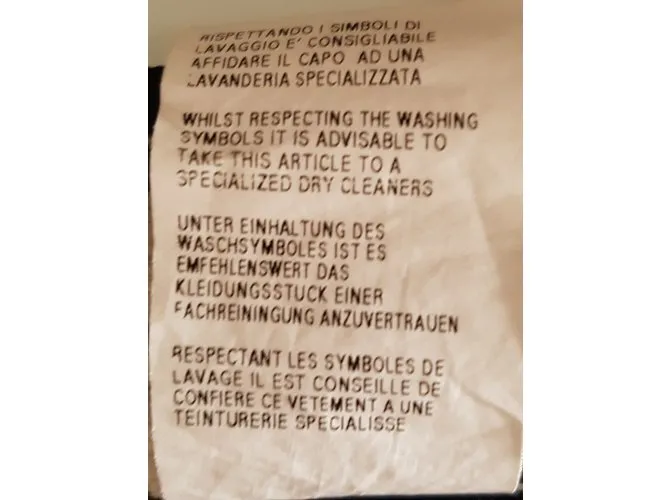 RISPETTANDO I SIMBOLI DI
LAVAGGIO E' CONSIGLIABILE
AFFIDARE IL CAPO AD UNA
LAVANDERIA SPECIALIZZATA
WHILST RESPECTING THE WASHING
SYMBOLS IT IS ADVISABLE TO
TAKE THIS ARTICLE TO A
SPECIALIZED DRY CLEANERS
UNTER EINHALTUNG DES
WASCHSYMBOLES IST ES
EMFEHLENSWERT DAS
KLEIDUNGSSTUCK EINER
FACHREININGUNG ANZUVERTRAUEN
RESPECTANT LES SYMBOLES DE
LAVAGE IL EST CONSEILLE DE
CONFIERE CE VETEMENT A UNE
TEINTURERIE SPECIALISSE